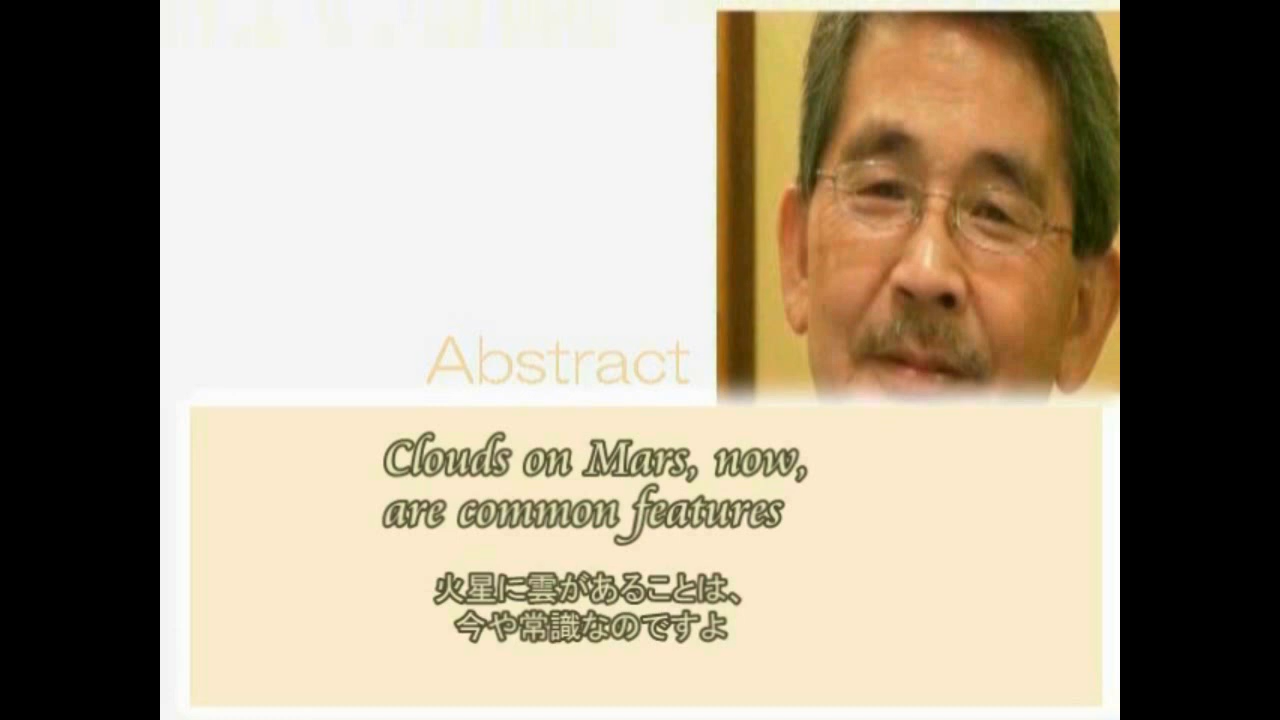 Abstract
Clouds on Mars, now,
are common features
火星に雲があることは、
今や常識なのですよ